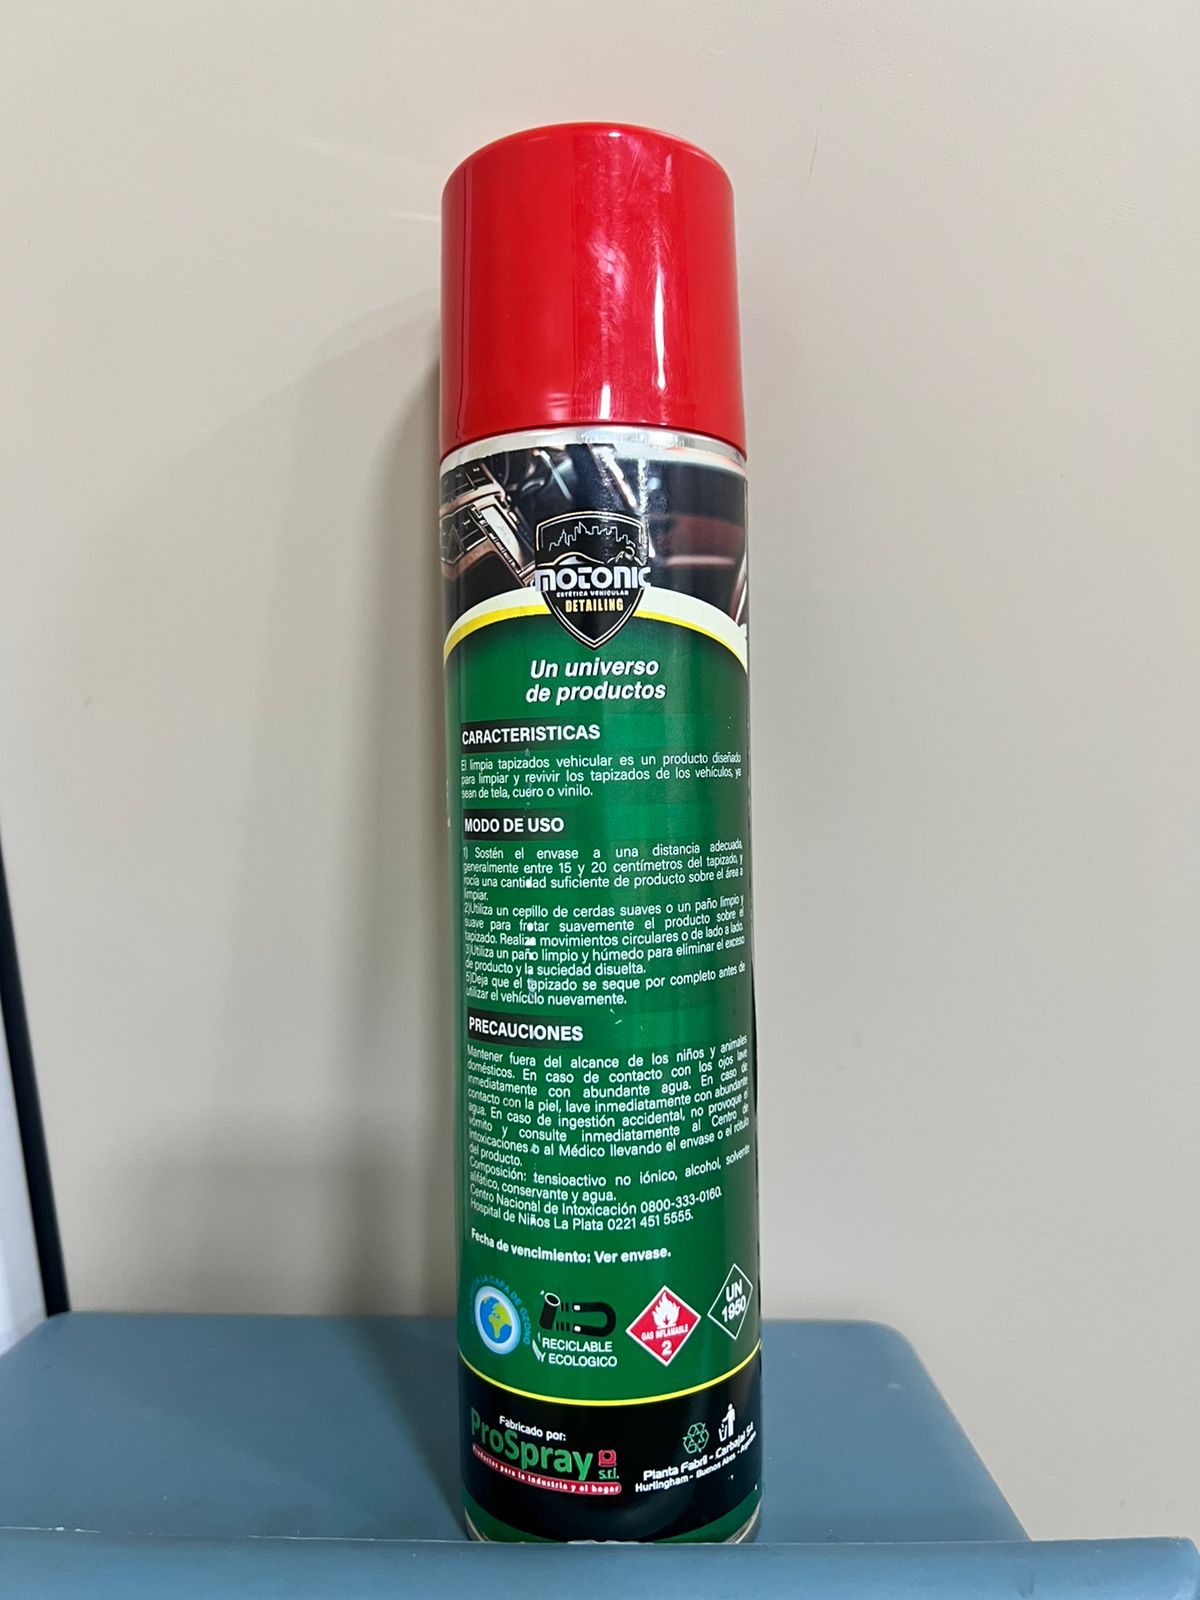 MOTONIC
ESTÉTICA VEHICULAR
DETAILING
Un universo
de productos
CARACTERISTICAS
El limpia tapizados vehicular es un producto diseñado
para limpiar y revivir los tapizados de los vehículos, ya
sean de tela, cuero o vinilo.
MODO DE USO
1) Sostén el envase a una distancia adecuada,
generalmente entre 15 y 20 centímetros del tapizado, y
rocía una cantidad suficiente de producto sobre el área a
limpiar.
2)Utiliza un cepillo de cerdas suaves o un paño limpio y
suave para frotar suavemente el producto sobre el
tapizado. Realiza movimientos circulares o de lado a lado
3)Utiliza un paño limpio y húmedo para eliminar el exceso
de producto y la suciedad disuelta.
5)Deja que el tapizado se seque por completo antes de
utilizar el vehículo nuevamente.
PRECAUCIONES
Mantener fuera del alcance de los niños y animales
domésticos. En caso de contacto con los ojos lave
inmediatamente con abundante agua. En caso de
contacto con la piel, lave inmediatamente con abundante
agua. En caso de ingestión accidental, no provoque el
vómito y consulte inmediatamente al Centro de
Intoxicaciones o al Médico llevando el envase o el rótulo
del producto.
Composición: tensioactivo no iónico, alcohol, solvente
alifático, conservante y agua.
Centro Nacional de Intoxicación 0800-333-0160.
Hospital de Niños La Plata 0221 451 5555.
Fecha de vencimiento: Ver envase.
LA CAPA DE OZONO
RECICLABLE
Y ECOLOGICO
GAS INFLAMABLE
2
UN
1950
Fabricado por:
ProSpray
s.r.l.
Productos para la industria y el hogar
Planta Fabril - Carbajal SA
Hurlingham - Buenos Aires - Argentina